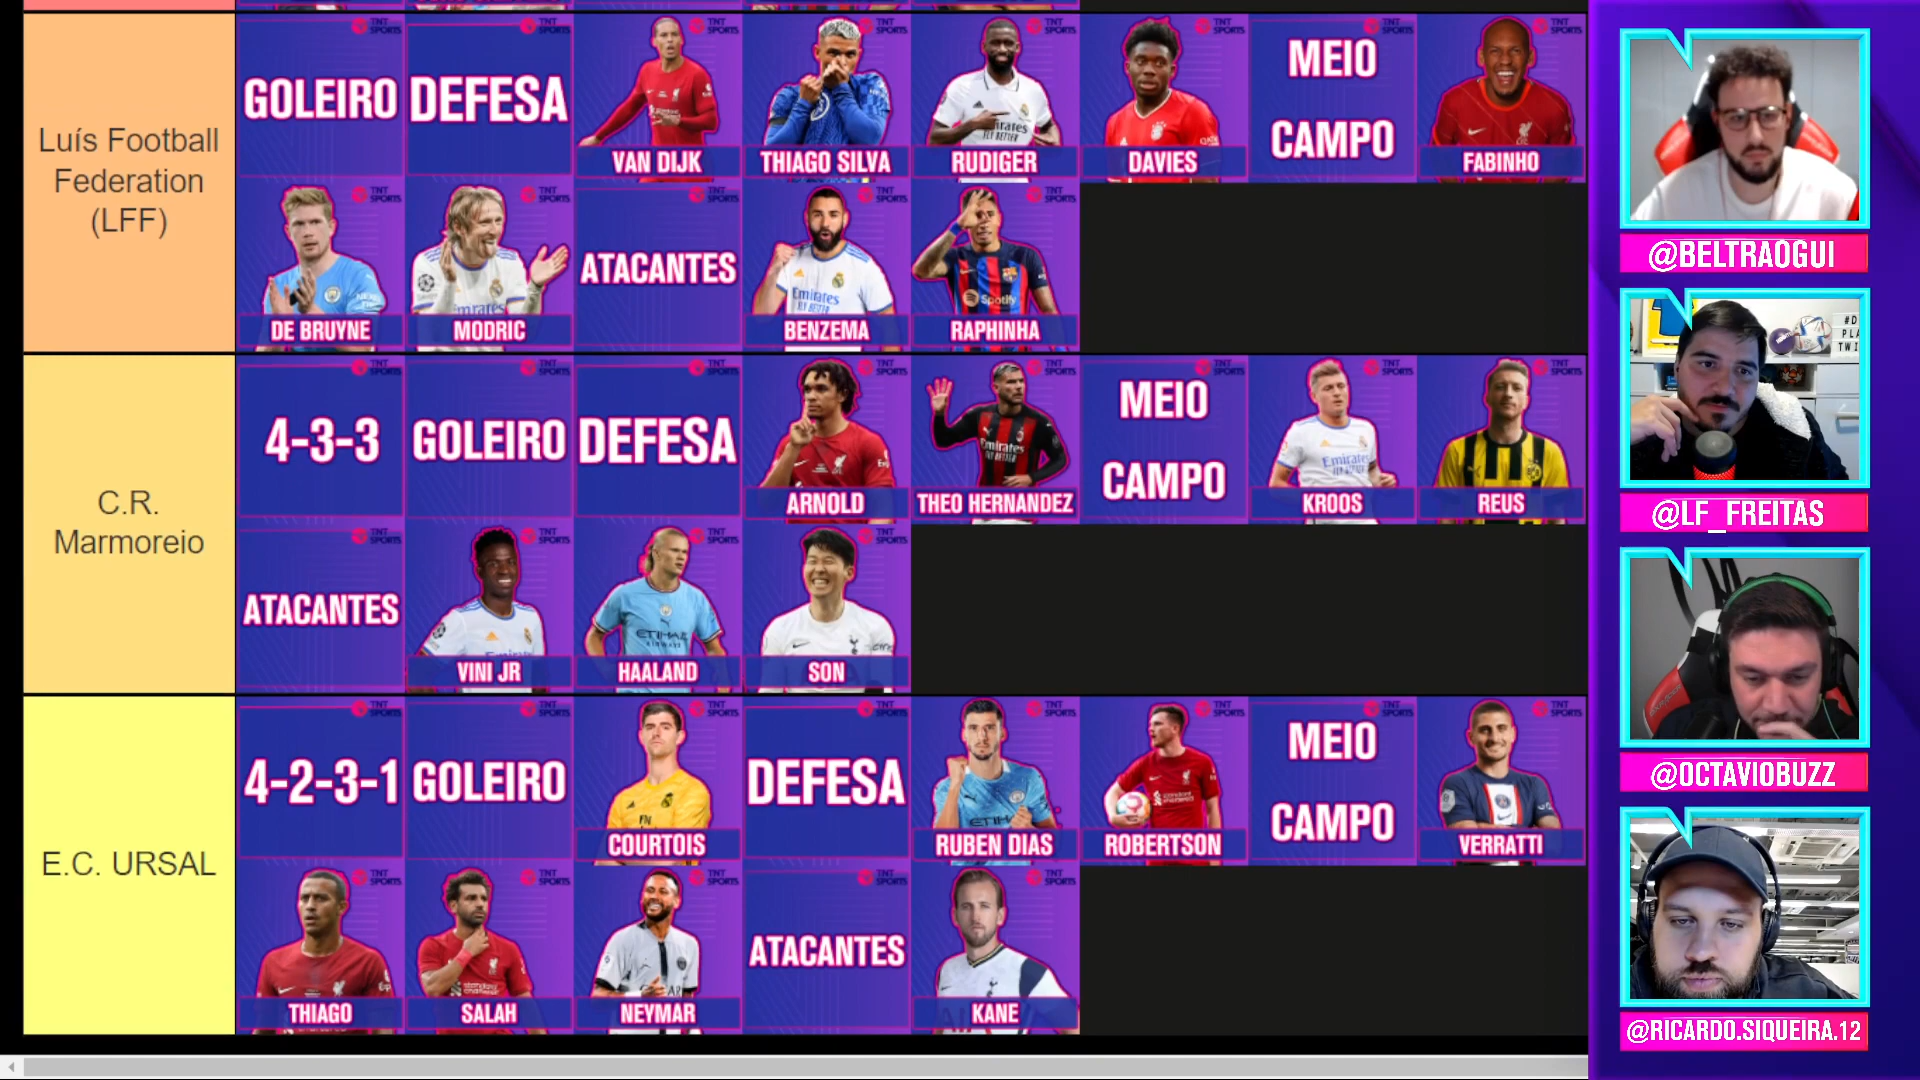 Luís Football
Federation
(LFF)
GOLEIRO
DEFESA
VAN DIJK
THIAGO SILVA
RUDIGER
DAVIES
MEIO
CAMPO
FABINHO
DE BRUYNE
MODRIC
ATACANTES
BENZEMA
RAPHINHA
C.R.
Marmoreio
4-3-3
GOLEIRO
DEFESA
ARNOLD
THEO HERNANDEZ
MEIO
CAMPO
KROOS
REUS
ATACANTES
VINI JR
HAALAND
SON
E.C. URSAL
4-2-3-1
GOLEIRO
COURTOIS
DEFESA
RUBEN DIAS
ROBERTSON
MEIO
CAMPO
VERRATTI
THIAGO
SALAH
NEYMAR
ATACANTES
KANE
TNT
SPORTS
@BELTRAOGUI
@LF_FREITAS
@OCTAVIOBUZZ
@RICARDO.SIQUEIRA.12